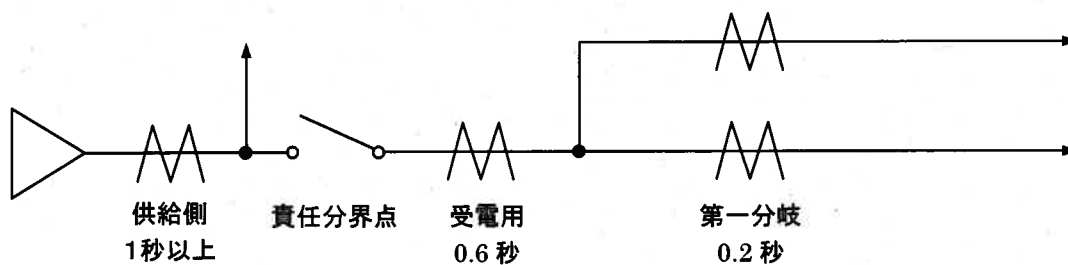 供給側
1秒以上
責任分界点
受電用
0.6 秒
第一分岐
0.2 秒